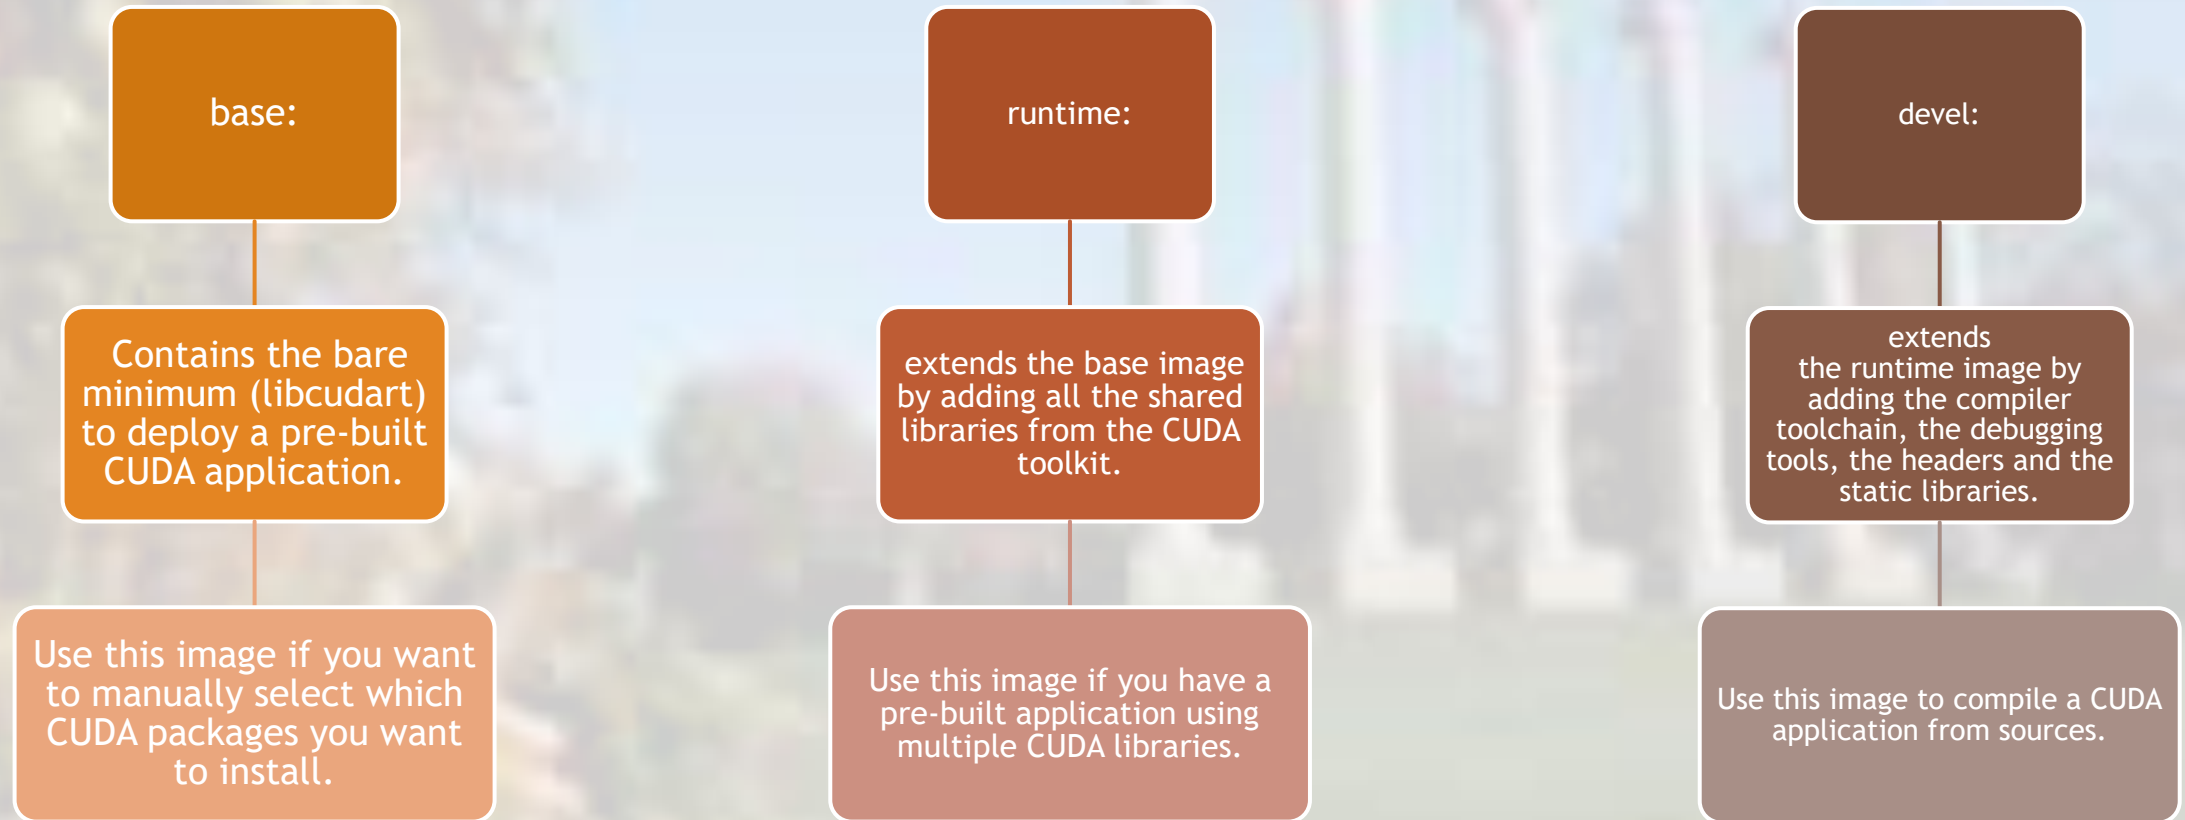 base:
Contains the bare
minimum (libcudart)
to deploy a pre-built
CUDA application.
Use this image if you want
to manually select which
CUDA packages you want
to install.
runtime:
extends the base image
by adding all the shared
libraries from the CUDA
toolkit.
Use this image if you have a
pre-built application using
multiple CUDA libraries.
devel:
extends
the runtime image by
adding the compiler
toolchain, the debugging
tools, the headers and the
static libraries.
Use this image to compile a CUDA
application from sources.